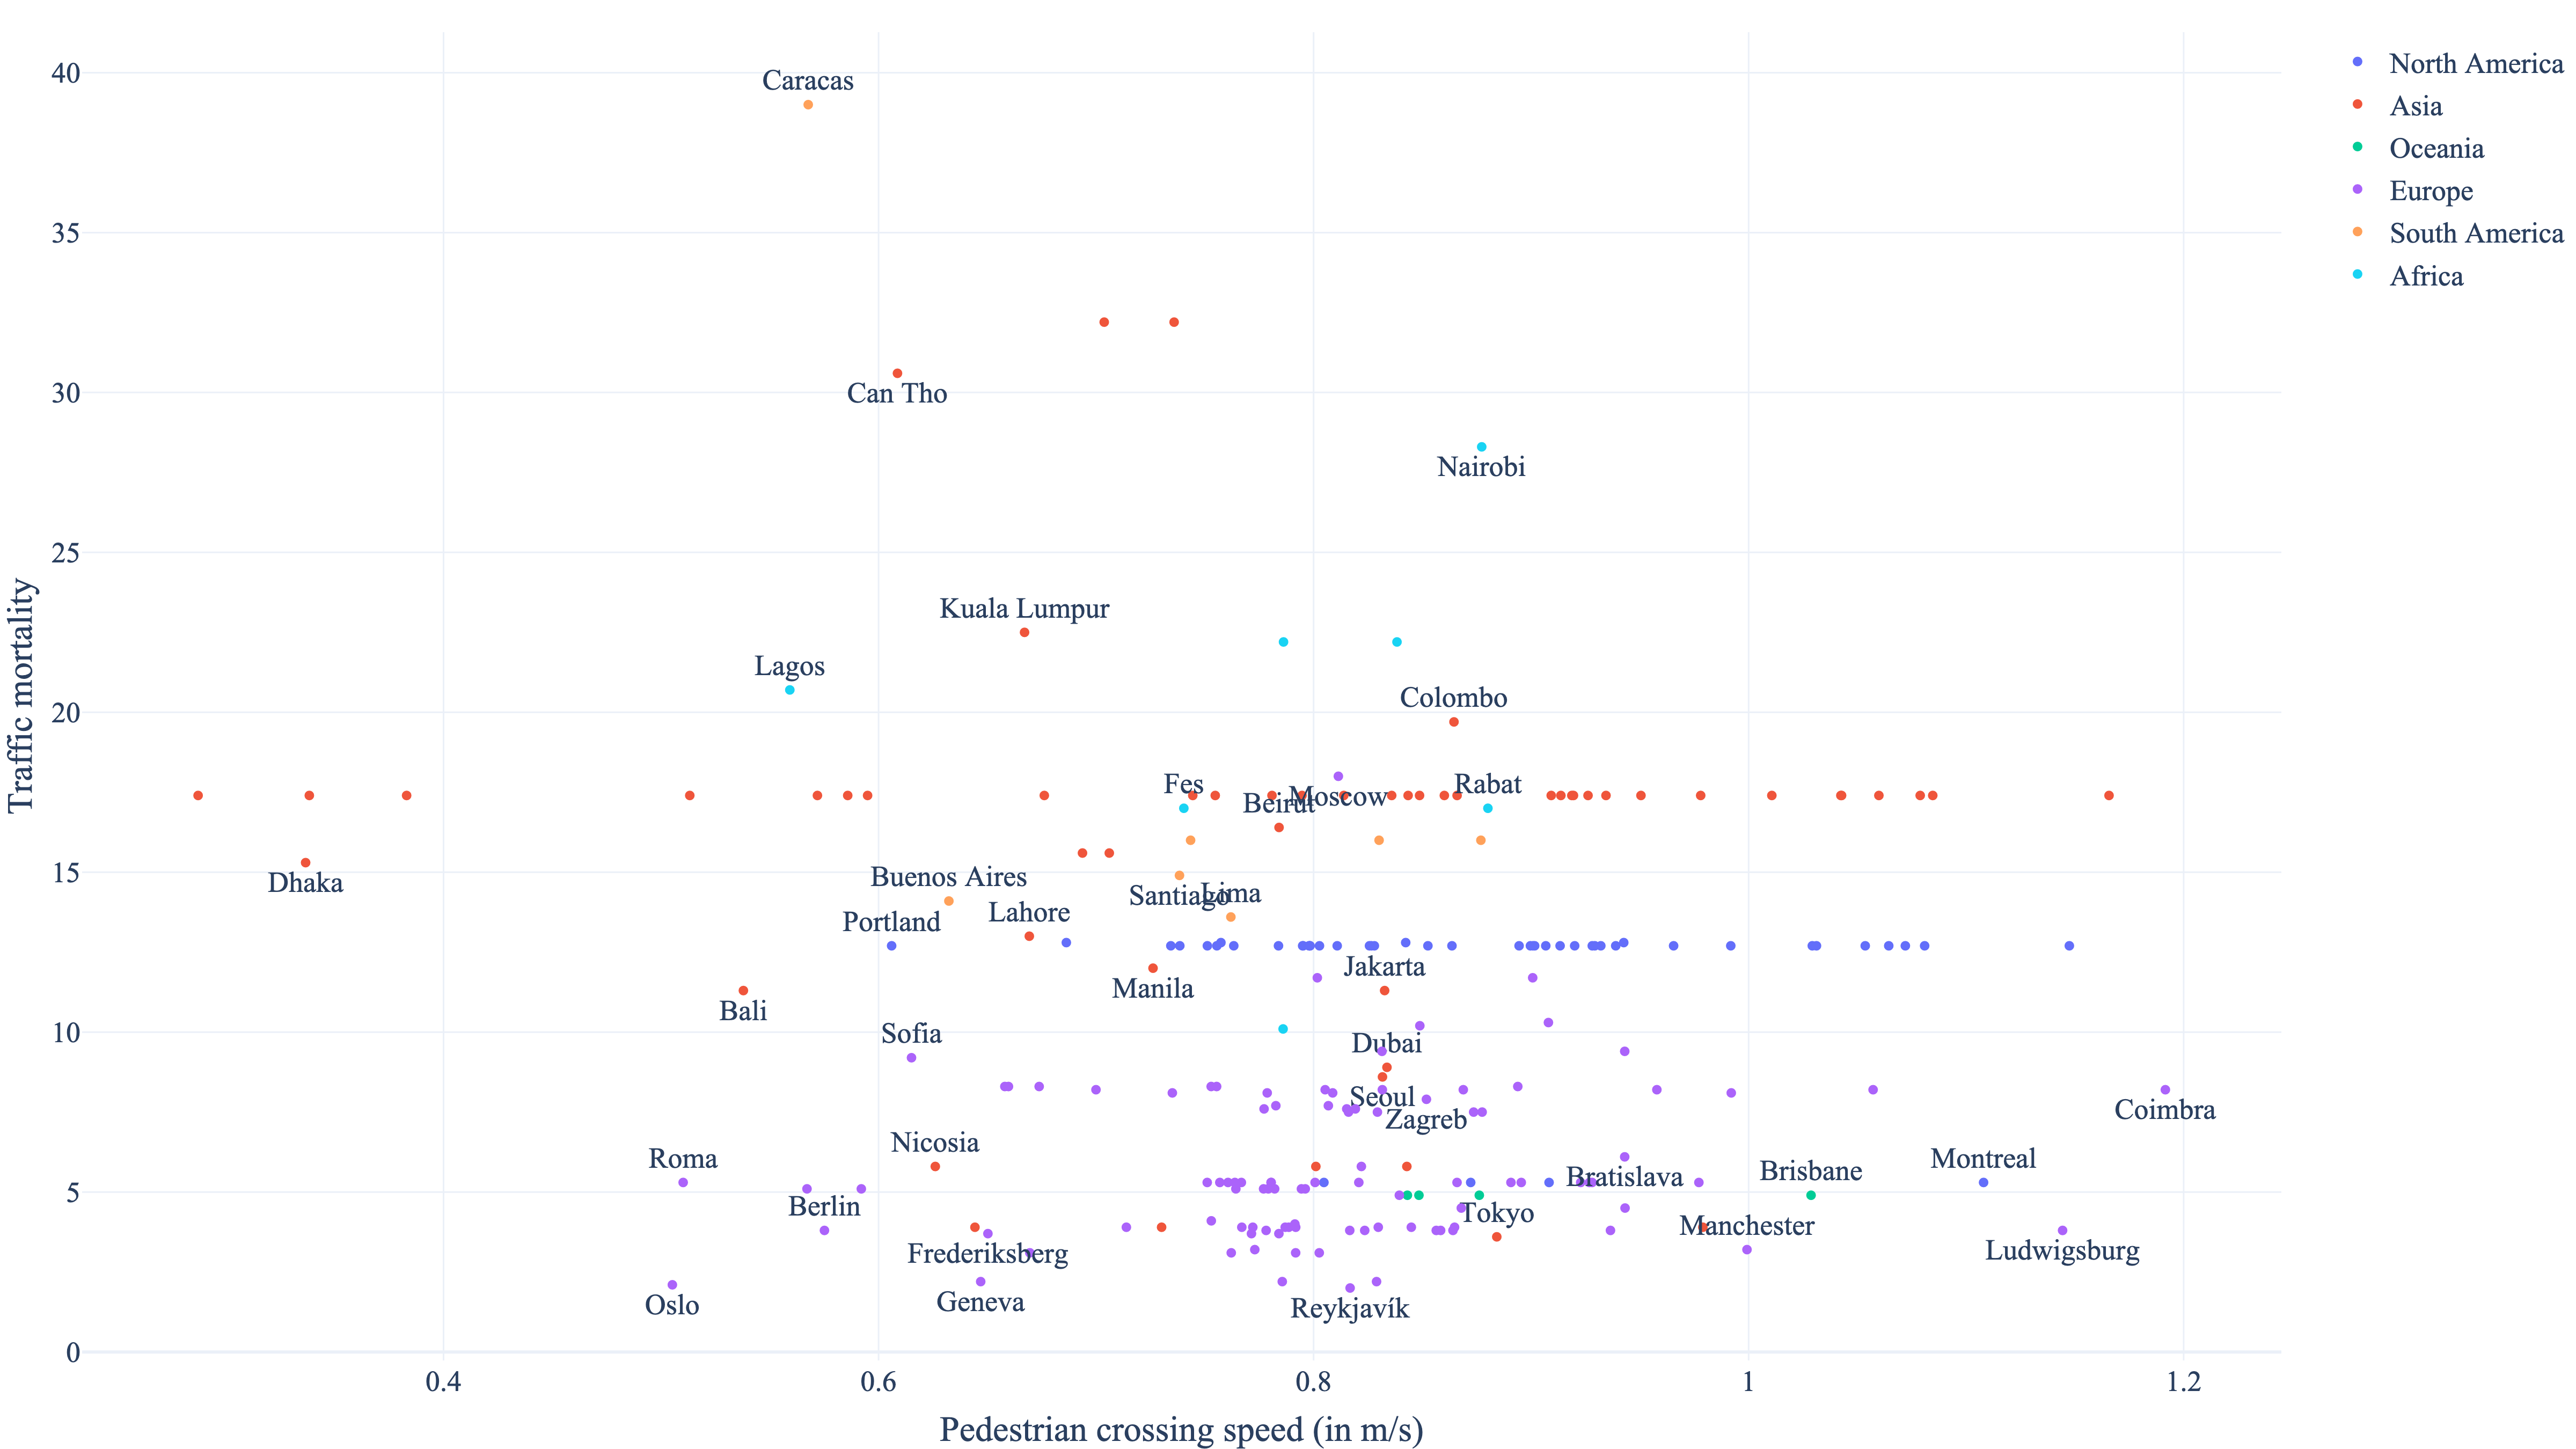 Caracas
40
35
Can Tho
30
Nairobi
25
Kuala Lumpur
Lagos
Colombo
20
Fes
Rabat
Beirut
Moscow
Dhaka
15
Buenos Aires
Santiago
Lima
Portland
Lahore
Jakarta
Manila
Bali
10
Sofia
Dubai
Seoul
Zagreb
Coimbra
Nicosia
Roma
Montreal
Brisbane
Bratislava
5
Berlin
Tokyo
Manchester
Frederiksberg
Ludwigsburg
Oslo
Geneva
Reykjavík
0
0.4
0.6
0.8
1
1.2
Pedestrian crossing speed (in m/s)
Traffic mortality
North America
Asia
Oceania
Europe
South America
Africa